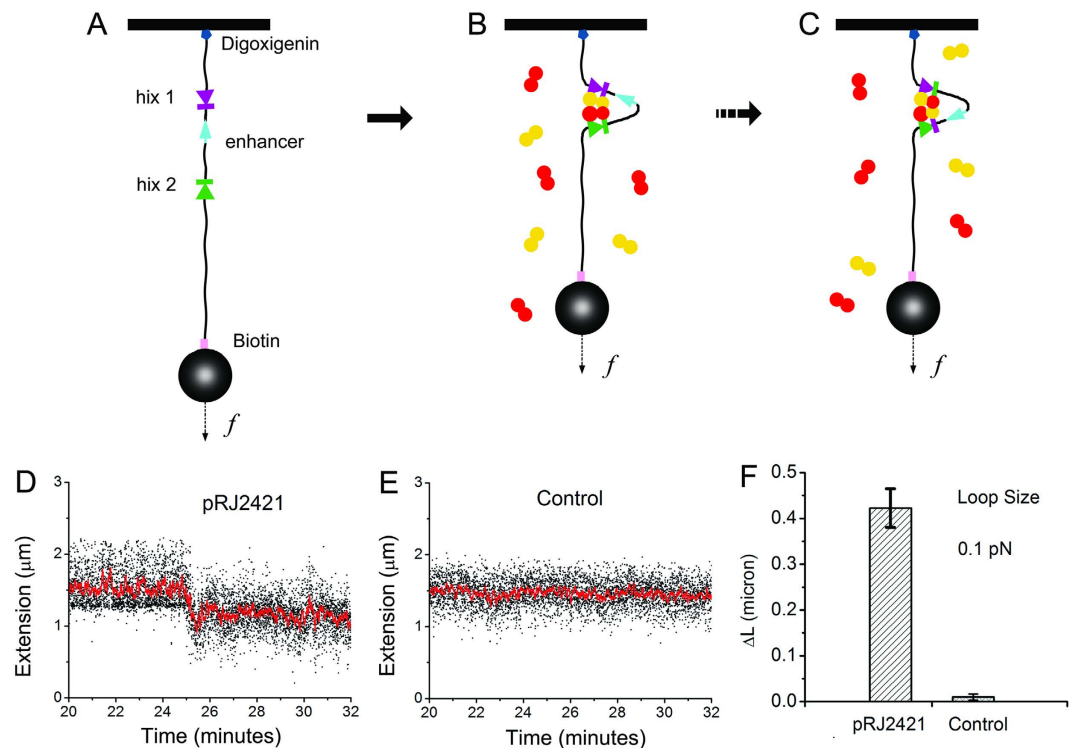 A
Digoxigenin
hix 1
enhancer
hix 2
Biotin
f
B
f
C
f
D
pRJ2421
Extension (μm)
3
2
1
0
20 22 24 26 28 30 32
Time (minutes)
E
Control
Extension (μm)
3
2
1
0
20 22 24 26 28 30 32
Time (minutes)
F
Loop Size
0.1 pN
ΔL (micron)
0.5
0.4
0.3
0.2
0.1
0.0
pRJ2421 Control